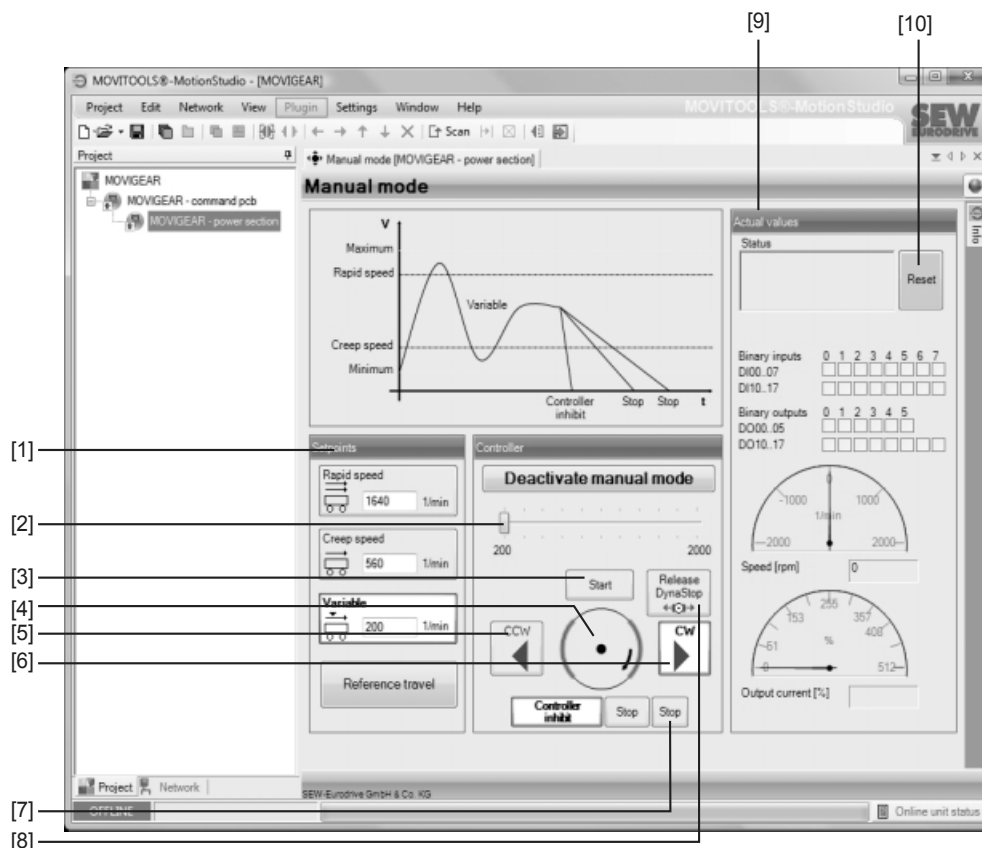 [9]
[10]
MOVITOOLS®-MotionStudio - [MOVIGEAR]
Project Edit Network View Plugin Settings Window Help
MOVITOOLS®-MotionStudio
SEW
EURODRIVE
Scan
Project
Manual mode [MOVIGEAR - power section]
MOVIGEAR
MOVIGEAR - command pcb
MOVIGEAR - power section
Manual mode
Info
V
Maximum
Rapid speed
Variable
Creep speed
Minimum
Controller inhibit
Stop
Stop
t
Actual values
Status
Reset
Binary inputs 0 1 2 3 4 5 6 7
DI00..07
DI10..17
Binary outputs 0 1 2 3 4 5
DO00..05
DO10..17
[1]
Setpoints
Rapid speed
1640 1/min
Creep speed
560 1/min
Variable
200 1/min
Reference travel
Controller
Deactivate manual mode
[2]
200 2000
[3]
Start
Release DynaStop
[4]
[5]
CCW
CW
[6]
Controller inhibit
Stop
Stop
-2000 -1000 0 1000 2000
1/min
Speed [rpm] 0
0 61 153 255 357 408 512
%
Output current [%]
Project Network
SEW-Eurodrive GmbH & Co. KG
[7]
OFFLINE
Online unit status
[8]